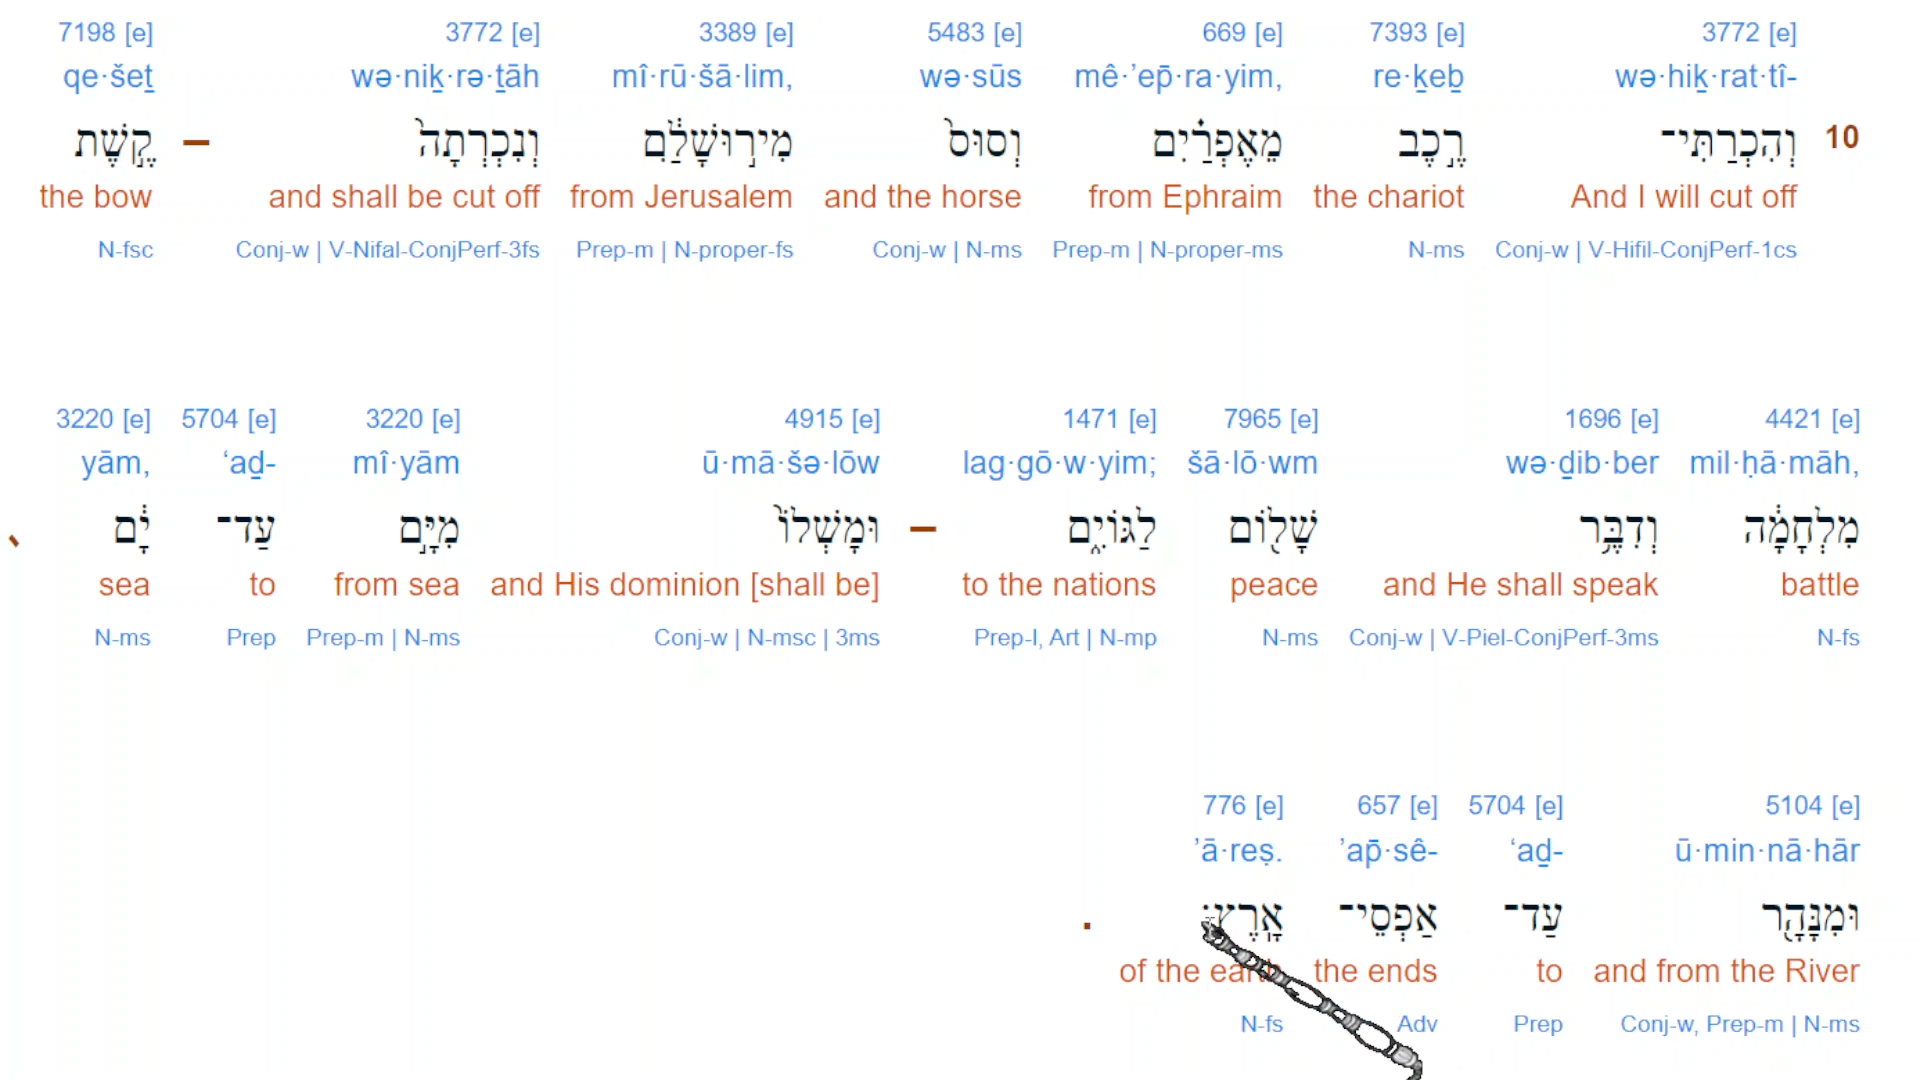 7198 [e] 3772 [e] 3389 [e] 5483 [e] 669 [e] 7393 [e] 3772 [e]
qe·šeṯ wə·niḵ·rə·ṯāh mî·rū·šā·lim, wə·sūs mê·’ep̄·ra·yim, re·ḵeḇ wə·hiḵ·rat·tî-
10 וְהִכְרַתִּי־ רֶ֣כֶב מֵאֶפְרַ֗יִם וְסוּס֙ מִיר֣וּשָׁלִַ֔ם וְנִכְרְתָה֙ – קֶ֣שֶׁת
the bow and shall be cut off from Jerusalem and the horse from Ephraim the chariot And I will cut off
N-fsc Conj-w | V-Nifal-ConjPerf-3fs Prep-m | N-proper-fs Conj-w | N-ms Prep-m | N-proper-ms N-ms Conj-w | V-Hifil-ConjPerf-1cs
3220 [e] 5704 [e] 3220 [e] 4915 [e] 1471 [e] 7965 [e] 1696 [e] 4421 [e]
yām, ‘aḏ- mî·yām ū·mā·šə·lōw lag·gō·w·yim; šā·lō·wm wə·ḏib·ber mil·ḥā·māh,
מִלְחָמָ֔ה וְדִבֶּ֥ר שָׁל֖וֹם לַגּוֹיִ֑ם – וּמָשְׁלוֹ֙ מִיָּ֣ם עַד־ יָ֔ם
sea to from sea and His dominion [shall be] to the nations peace and He shall speak battle
N-ms Prep Prep-m | N-ms Conj-w | N-msc | 3ms Prep-l, Art | N-mp N-ms Conj-w | V-Piel-ConjPerf-3ms N-fs
776 [e] 657 [e] 5704 [e] 5104 [e]
’ā·reṣ. ’ap̄·sê- ‘aḏ- ū·min·nā·hār
וּמִנָּהָ֖ר עַד־ אַפְסֵי־ אָֽרֶץ׃ .
of the earth the ends to and from the River
N-fs Adv Prep Conj-w, Prep-m | N-ms